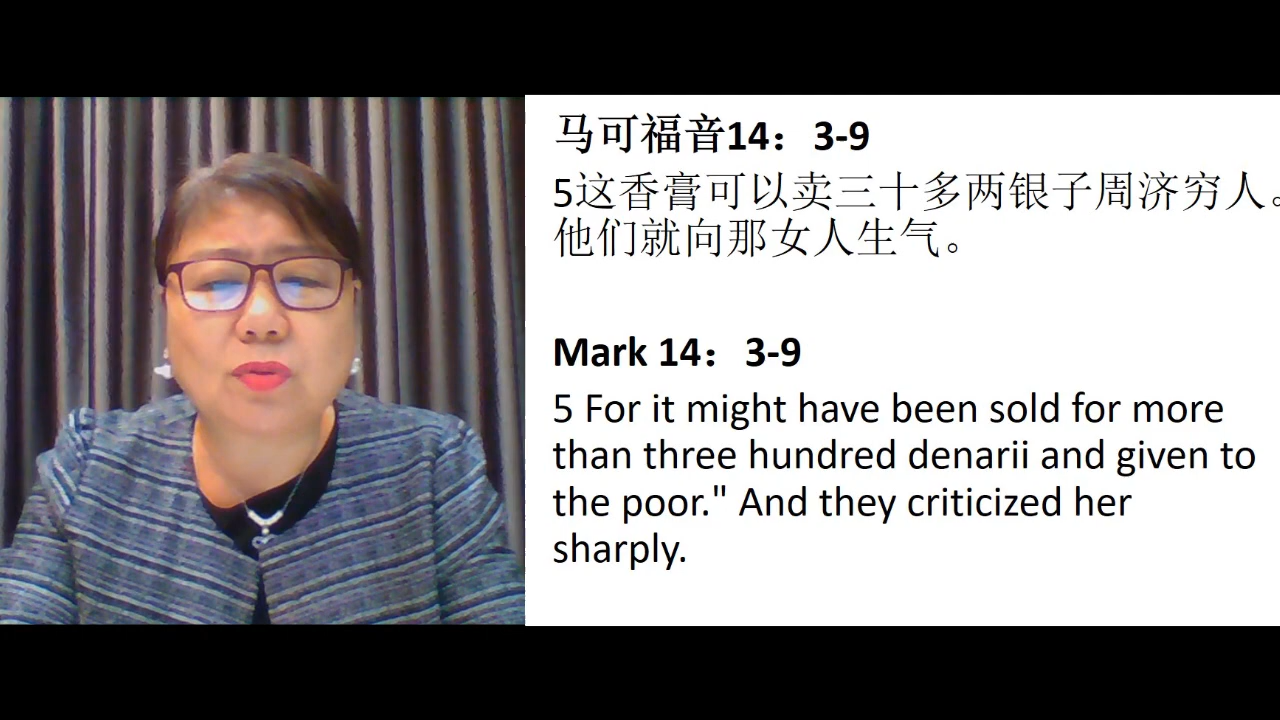 马可福音14：3-9
5这香膏可以卖三十多两银子周济穷人。
他们就向那女人生气。
Mark 14：3-9
5 For it might have been sold for more
than three hundred denarii and given to
the poor." And they criticized her
sharply.